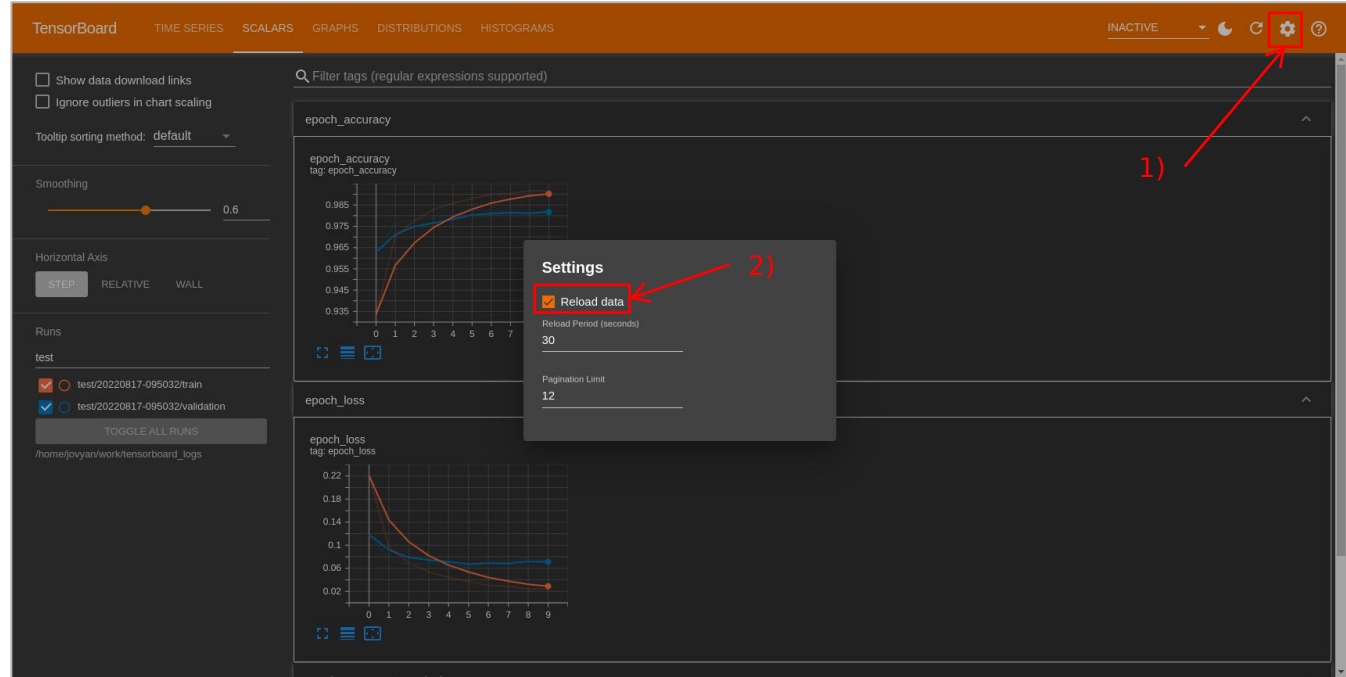 TensorBoard TIME SERIES SCALARS GRAPHS DISTRIBUTIONS HISTOGRAMS INACTIVE
Show data download links
Ignore outliers in chart scaling
Tooltip sorting method: default
Smoothing
0.6
Horizontal Axis
STEP RELATIVE WALL
Runs
test
test/20220817-095032/train
test/20220817-095032/validation
TOGGLE ALL RUNS
/home/jovyan/work/tensorboard_logs
Filter tags (regular expressions supported)
epoch_accuracy
epoch_accuracy
tag: epoch_accuracy
0.985
0.975
0.965
0.955
0.945
0.935
0 1 2 3 4 5 6 7
epoch_loss
epoch_loss
tag: epoch_loss
0.22
0.18
0.14
0.1
0.06
0.02
0 1 2 3 4 5 6 7 8 9
1)
Settings
2)
Reload data
Reload Period (seconds)
30
Pagination Limit
12